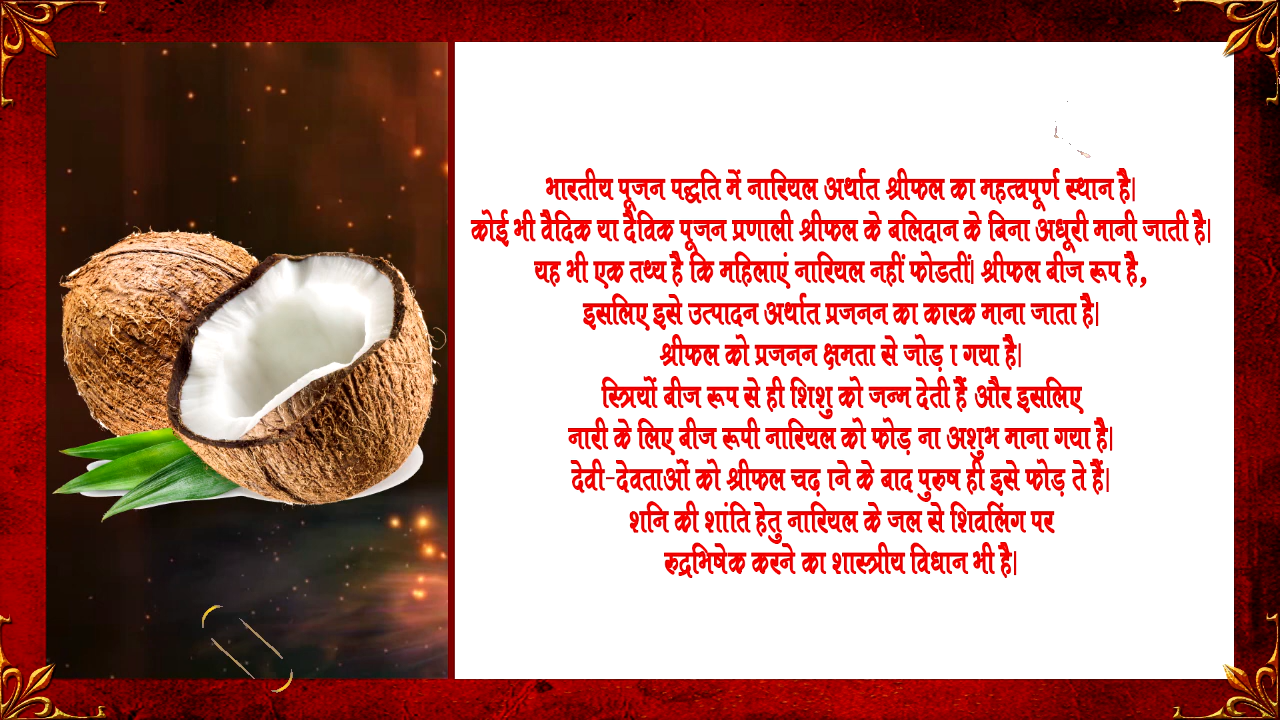 भारतीय पूजन पद्धति में नारियल अर्थात श्रीफल का महत्वपूर्ण स्थान है|
कोई भी वैदिक या दैविक पूजन प्रणाली श्रीफल के बलिदान के बिना अधूरी मानी जाती है|
यह भी एक तथ्य है कि महिलाएं नारियल नहीं फोडतीं| श्रीफल बीज रूप है,
इसलिए इसे उत्पादन अर्थात प्रजनन का कारक माना जाता है|
श्रीफल को प्रजनन क्षमता से जोड़ ा गया है|
स्त्रियों बीज रूप से ही शिशु को जन्म देती हैं और इसलिए
नारी के लिए बीज रूपी नारियल को फोड़ ना अशुभ माना गया है|
देवी-देवताओं को श्रीफल चढ़ ाने के बाद पुरुष ही इसे फोड़ ते हैं|
शनि की शांति हेतु नारियल के जल से शिवलिंग पर
रुद्रभिषेक करने का शास्त्रीय विधान भी है|